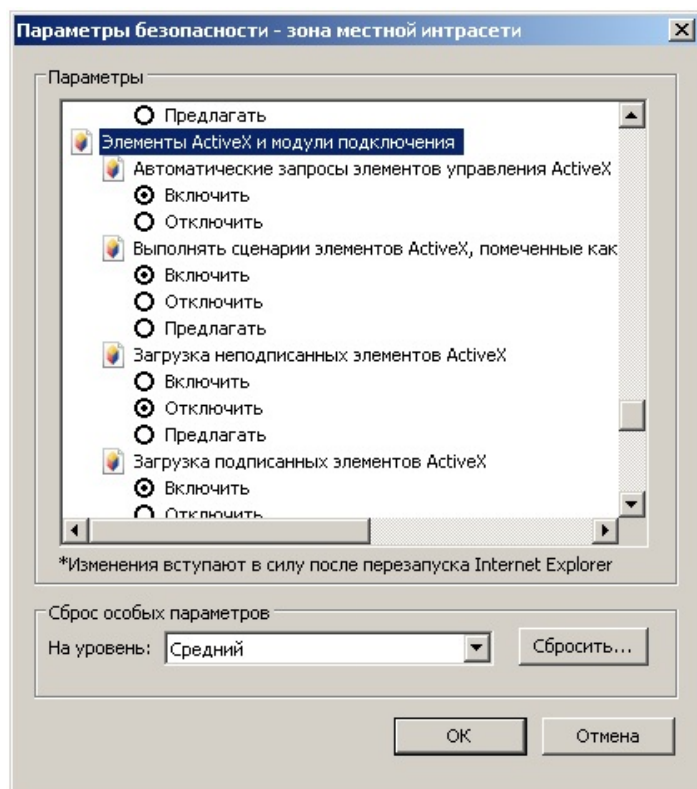 Параметры безопасности - зона местной интрасети
Параметры
Предлагать
Элементы ActiveX и модули подключения
Автоматические запросы элементов управления ActiveX
Включить
Отключить
Выполнять сценарии элементов ActiveX, помеченные как
Включить
Отключить
Предлагать
Загрузка неподписанных элементов ActiveX
Включить
Отключить
Предлагать
Загрузка подписанных элементов ActiveX
Включить
Отключить
*Изменения вступают в силу после перезапуска Internet Explorer
Сброс особых параметров
На уровень: Средний Сбросить...
ОК Отмена